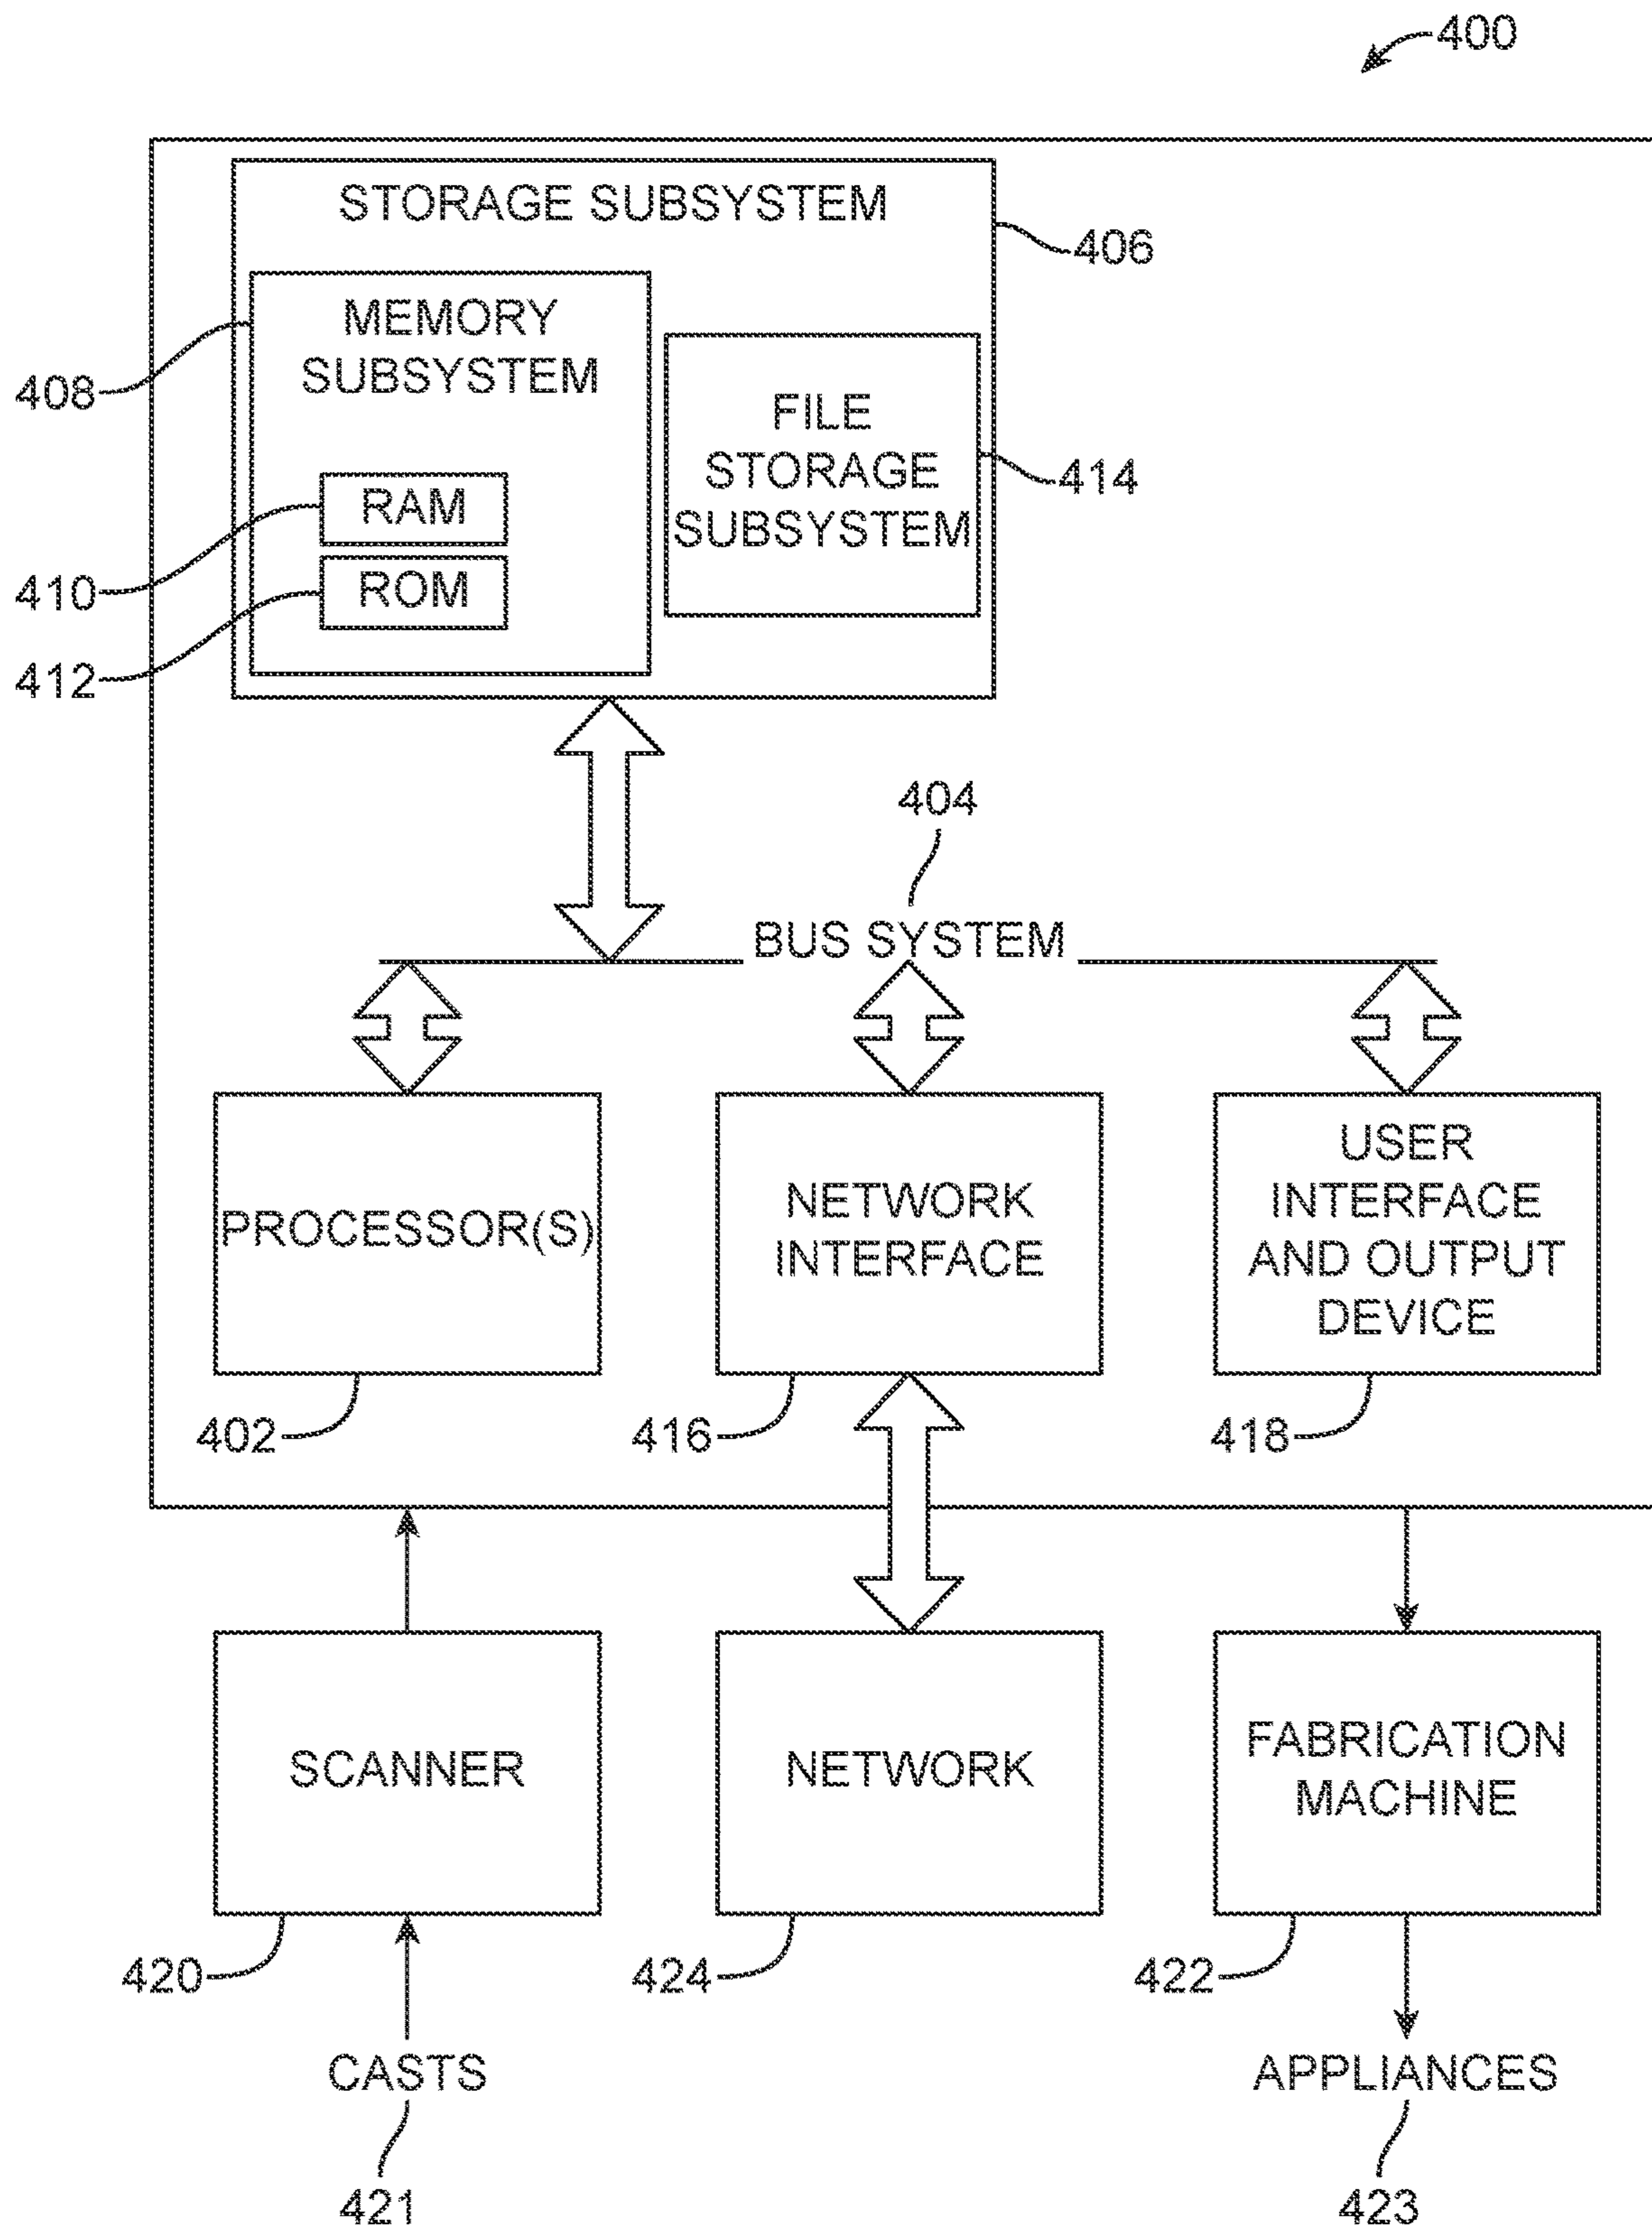 400
STORAGE SUBSYSTEM
406
MEMORY
SUBSYSTEM
408
FILE
STORAGE
SUBSYSTEM
414
RAM
410
ROM
412
404
BUS SYSTEM
PROCESSOR(S)
NETWORK
INTERFACE
USER
INTERFACE
AND OUTPUT
DEVICE
402
416
418
SCANNER
NETWORK
FABRICATION
MACHINE
420
424
422
CASTS
APPLIANCES
421
423